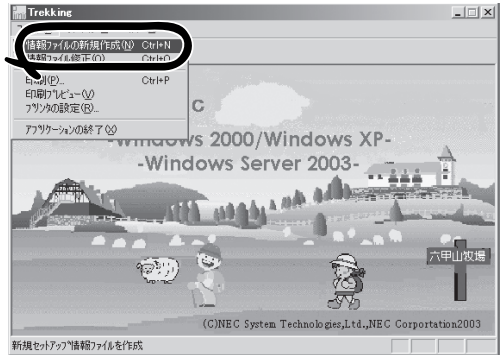 Trekking
情報ファイルの新規作成(N) Ctrl+N
情報ファイル修正(O) Ctrl+O
印刷(P)... Ctrl+P
印刷プレビュー(V)
プリンタの設定(R)...
アプリケーションの終了(X)
-Windows 2000/Windows XP-
-Windows Server 2003-
六甲山牧場
(C)NEC System Technologies,Ltd.,NEC Corportation2003
新規セットアップ情報ファイルを作成